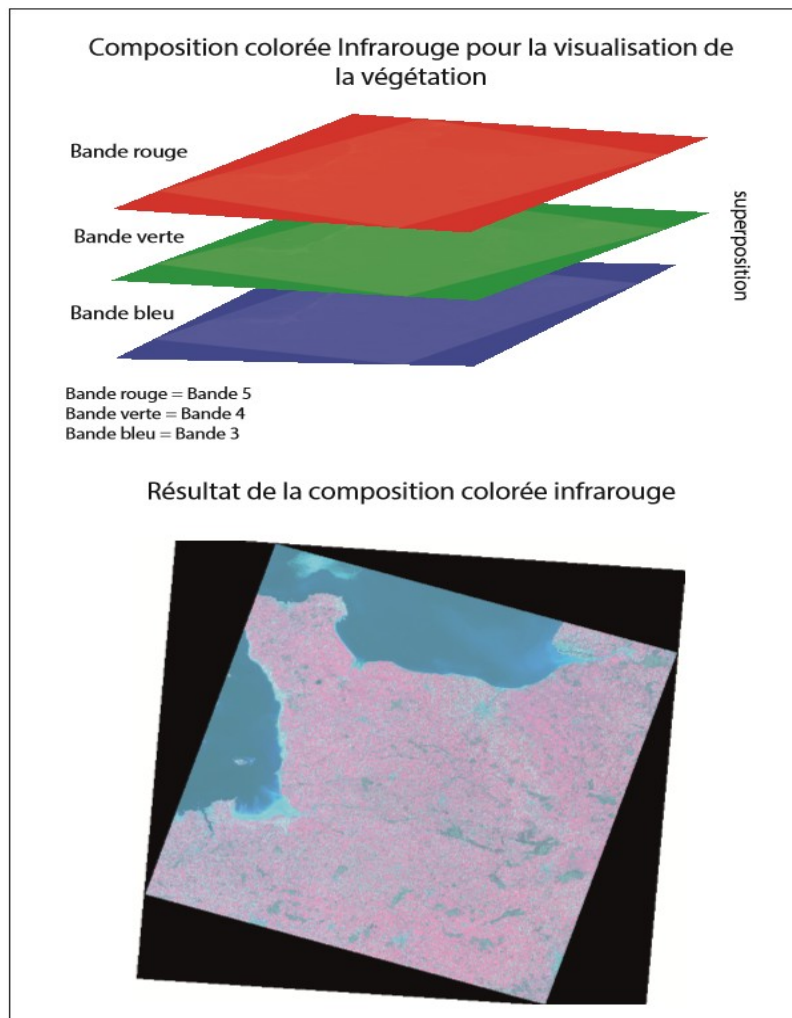 Composition colorée Infrarouge pour la visualisation de
la végétation
Bande rouge
Bande verte
Bande bleu
superposition
Bande rouge = Bande 5
Bande verte = Bande 4
Bande bleu = Bande 3
Résultat de la composition colorée infrarouge